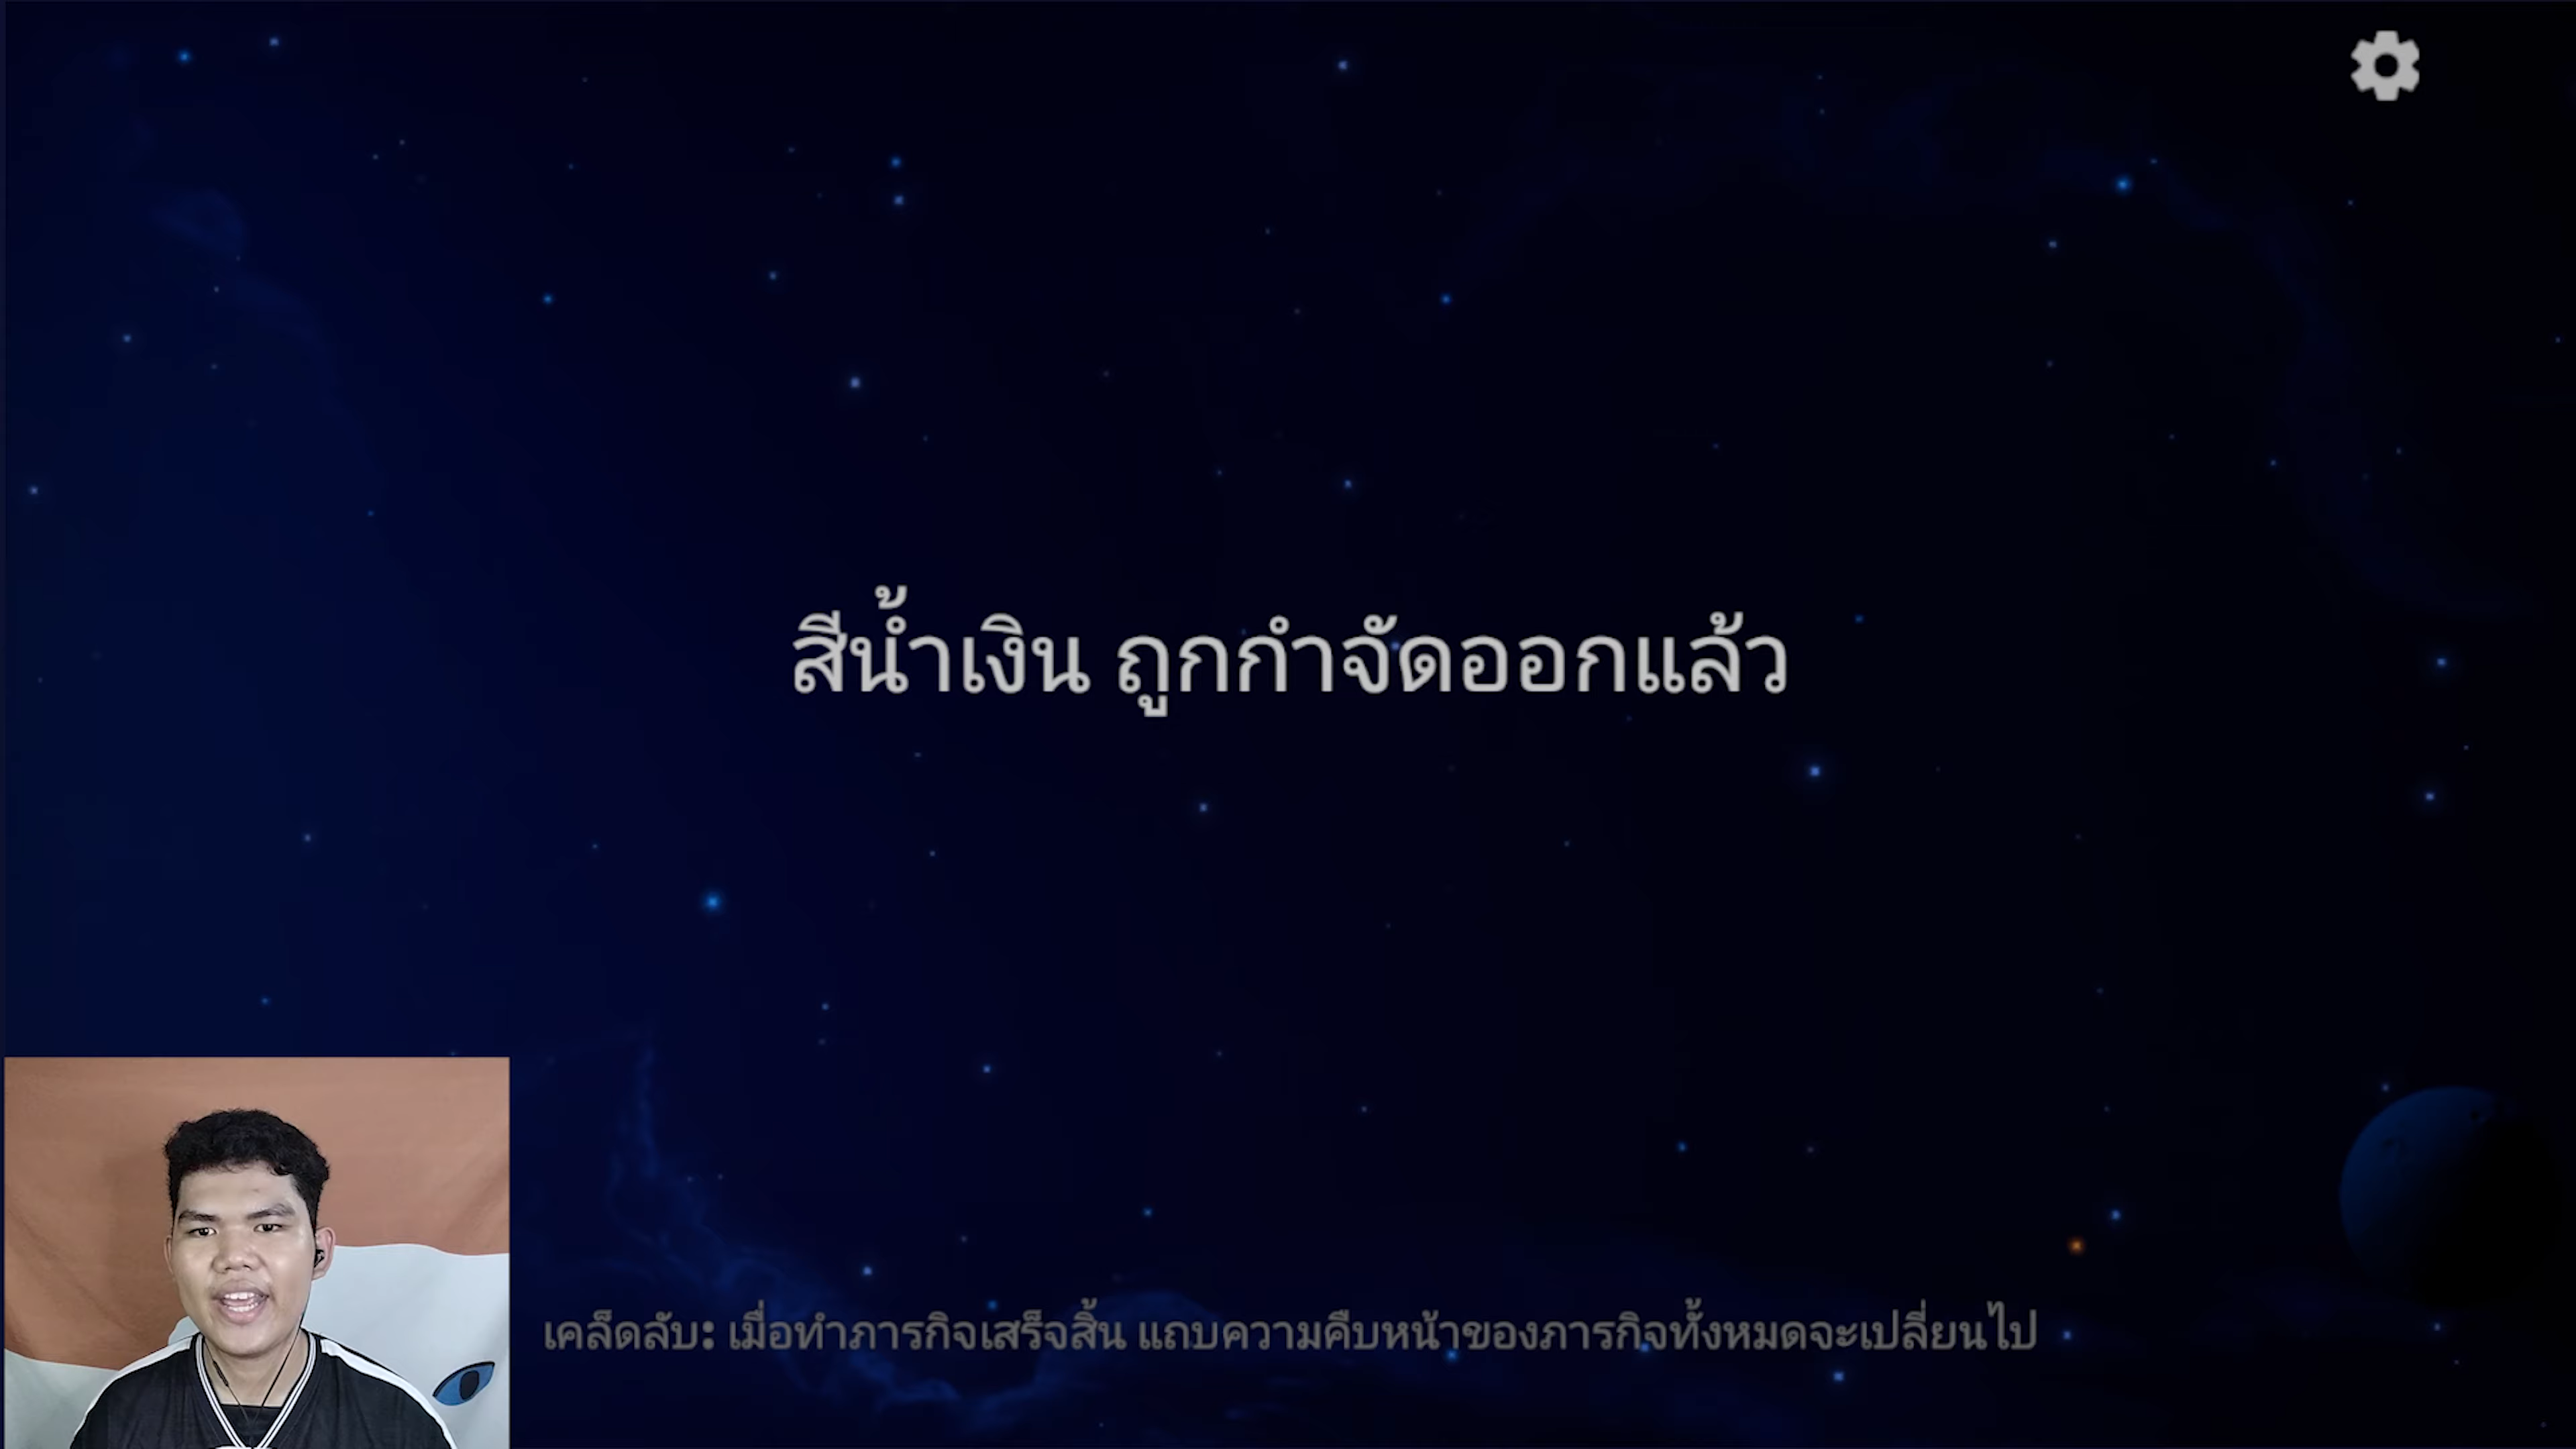 สีน้ำเงิน ถูกกำจัดออกแล้ว
เคล็ดลับ: เมื่อทำภารกิจเสร็จสิ้น แถบความคืบหน้าของภารกิจทั้งหมดจะเปลี่ยนไป